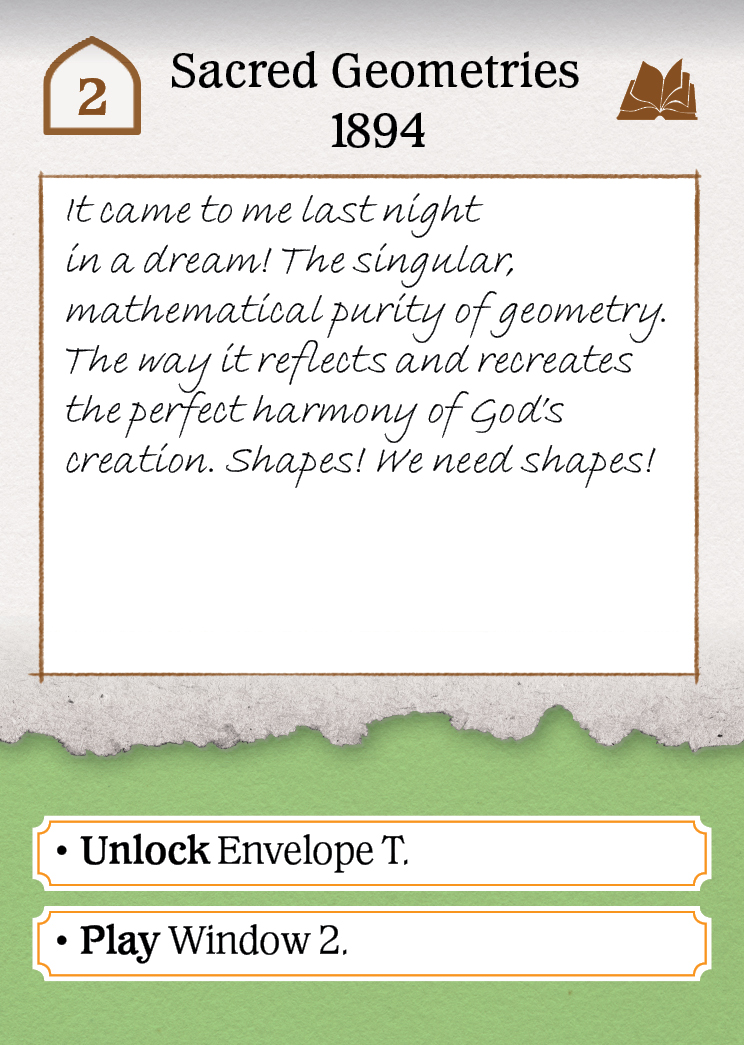 2
Sacred Geometries
1894
It came to me last night
in a dream! The singular,
mathematical purity of geometry.
The way it reflects and recreates
the perfect harmony of God's
creation. Shapes! We need shapes!
• Unlock Envelope T.
• Play Window 2.